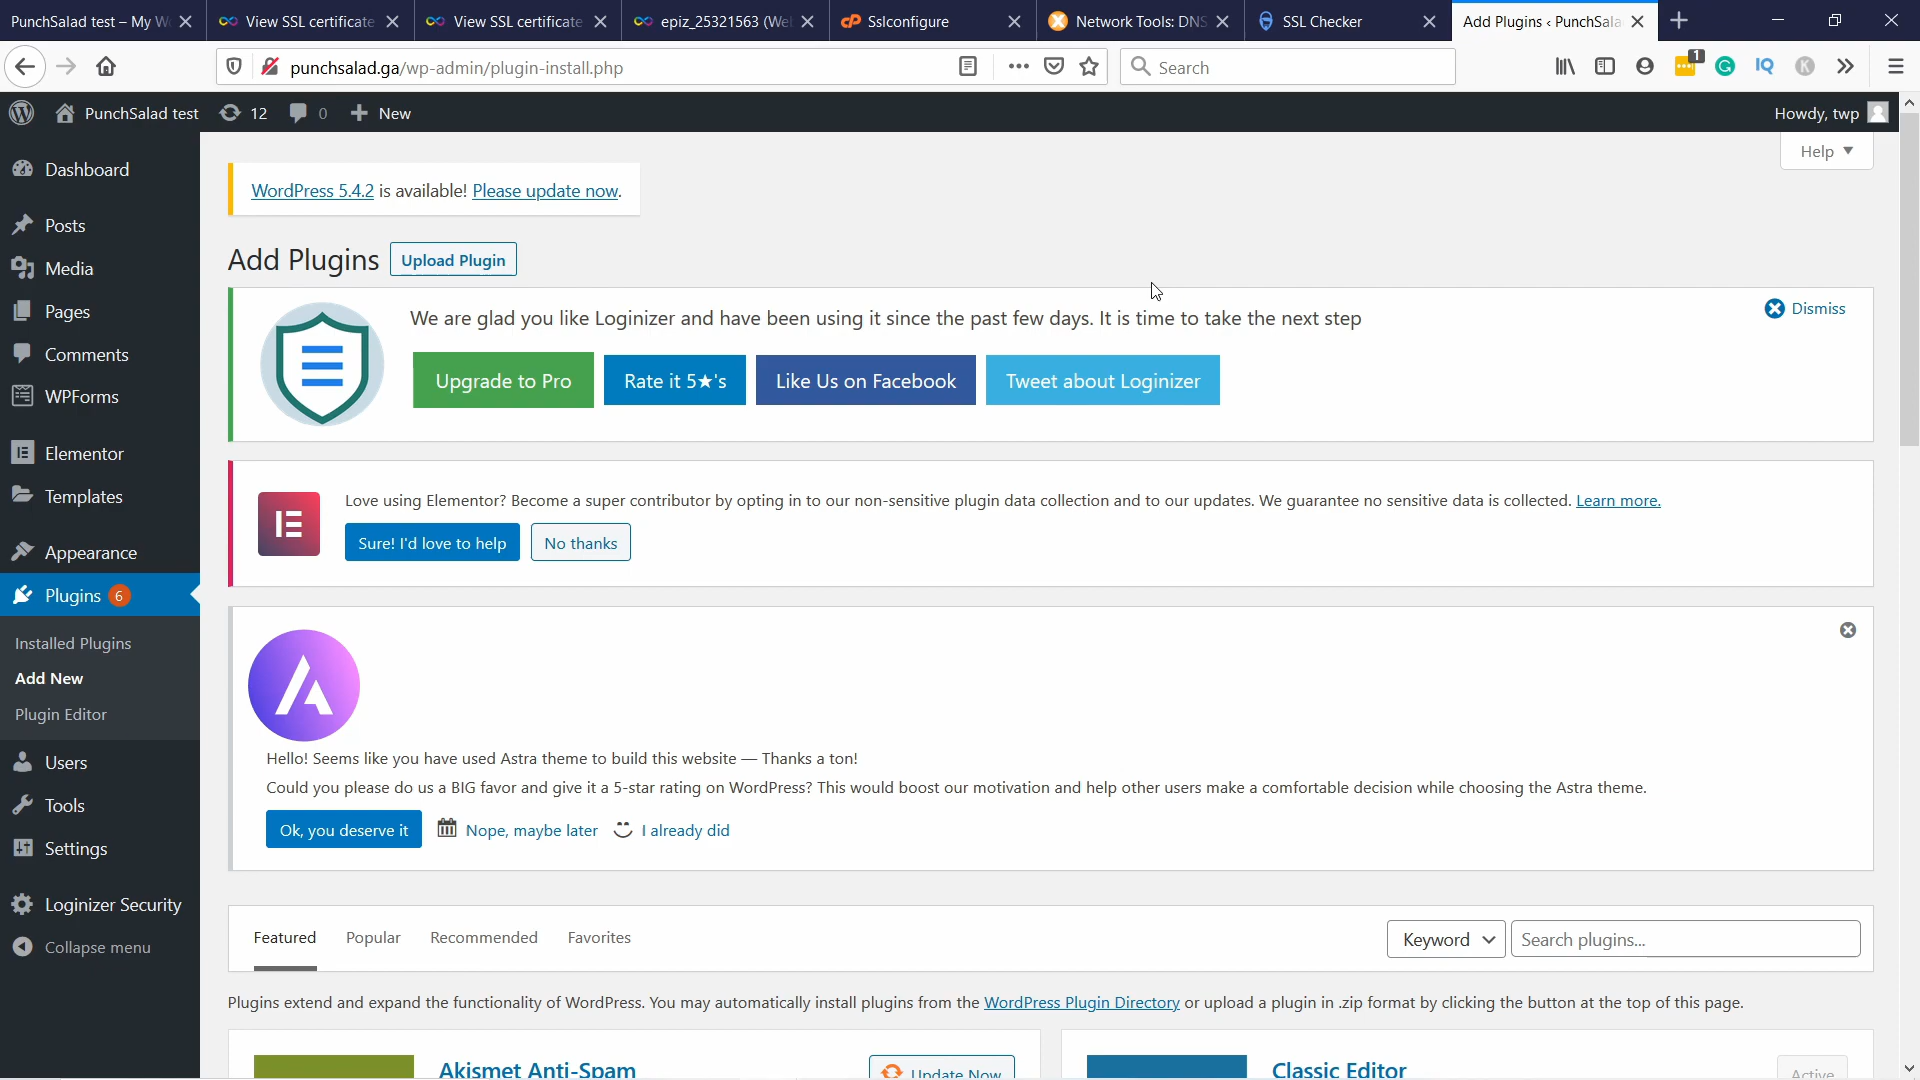 PunchSalad test – My W
View SSL certificate
View SSL certificate
epiz_25321563 (We
Sslconfigure
Network Tools: DNS
SSL Checker
Add Plugins ‹ PunchSala
punchsalad.ga/wp-admin/plugin-install.php
Search
1
IQ
K
PunchSalad test
12
0
New
Howdy, twp
Help
Dashboard
Posts
Media
Pages
Comments
WPForms
Elementor
Templates
Appearance
Plugins 6
Installed Plugins
Add New
Plugin Editor
Users
Tools
Settings
Loginizer Security
Collapse menu
WordPress 5.4.2 is available! Please update now.
Add Plugins
Upload Plugin
We are glad you like Loginizer and have been using it since the past few days. It is time to take the next step
Dismiss
Upgrade to Pro
Rate it 5★'s
Like Us on Facebook
Tweet about Loginizer
Love using Elementor? Become a super contributor by opting in to our non-sensitive plugin data collection and to our updates. We guarantee no sensitive data is collected. Learn more.
Sure! I'd love to help
No thanks
Hello! Seems like you have used Astra theme to build this website — Thanks a ton!
Could you please do us a BIG favor and give it a 5-star rating on WordPress? This would boost our motivation and help other users make a comfortable decision while choosing the Astra theme.
Ok, you deserve it
Nope, maybe later
I already did
Featured
Popular
Recommended
Favorites
Keyword
Search plugins...
Plugins extend and expand the functionality of WordPress. You may automatically install plugins from the WordPress Plugin Directory or upload a plugin in .zip format by clicking the button at the top of this page.
Akismet Anti-Spam
Update Now
Classic Editor
Active